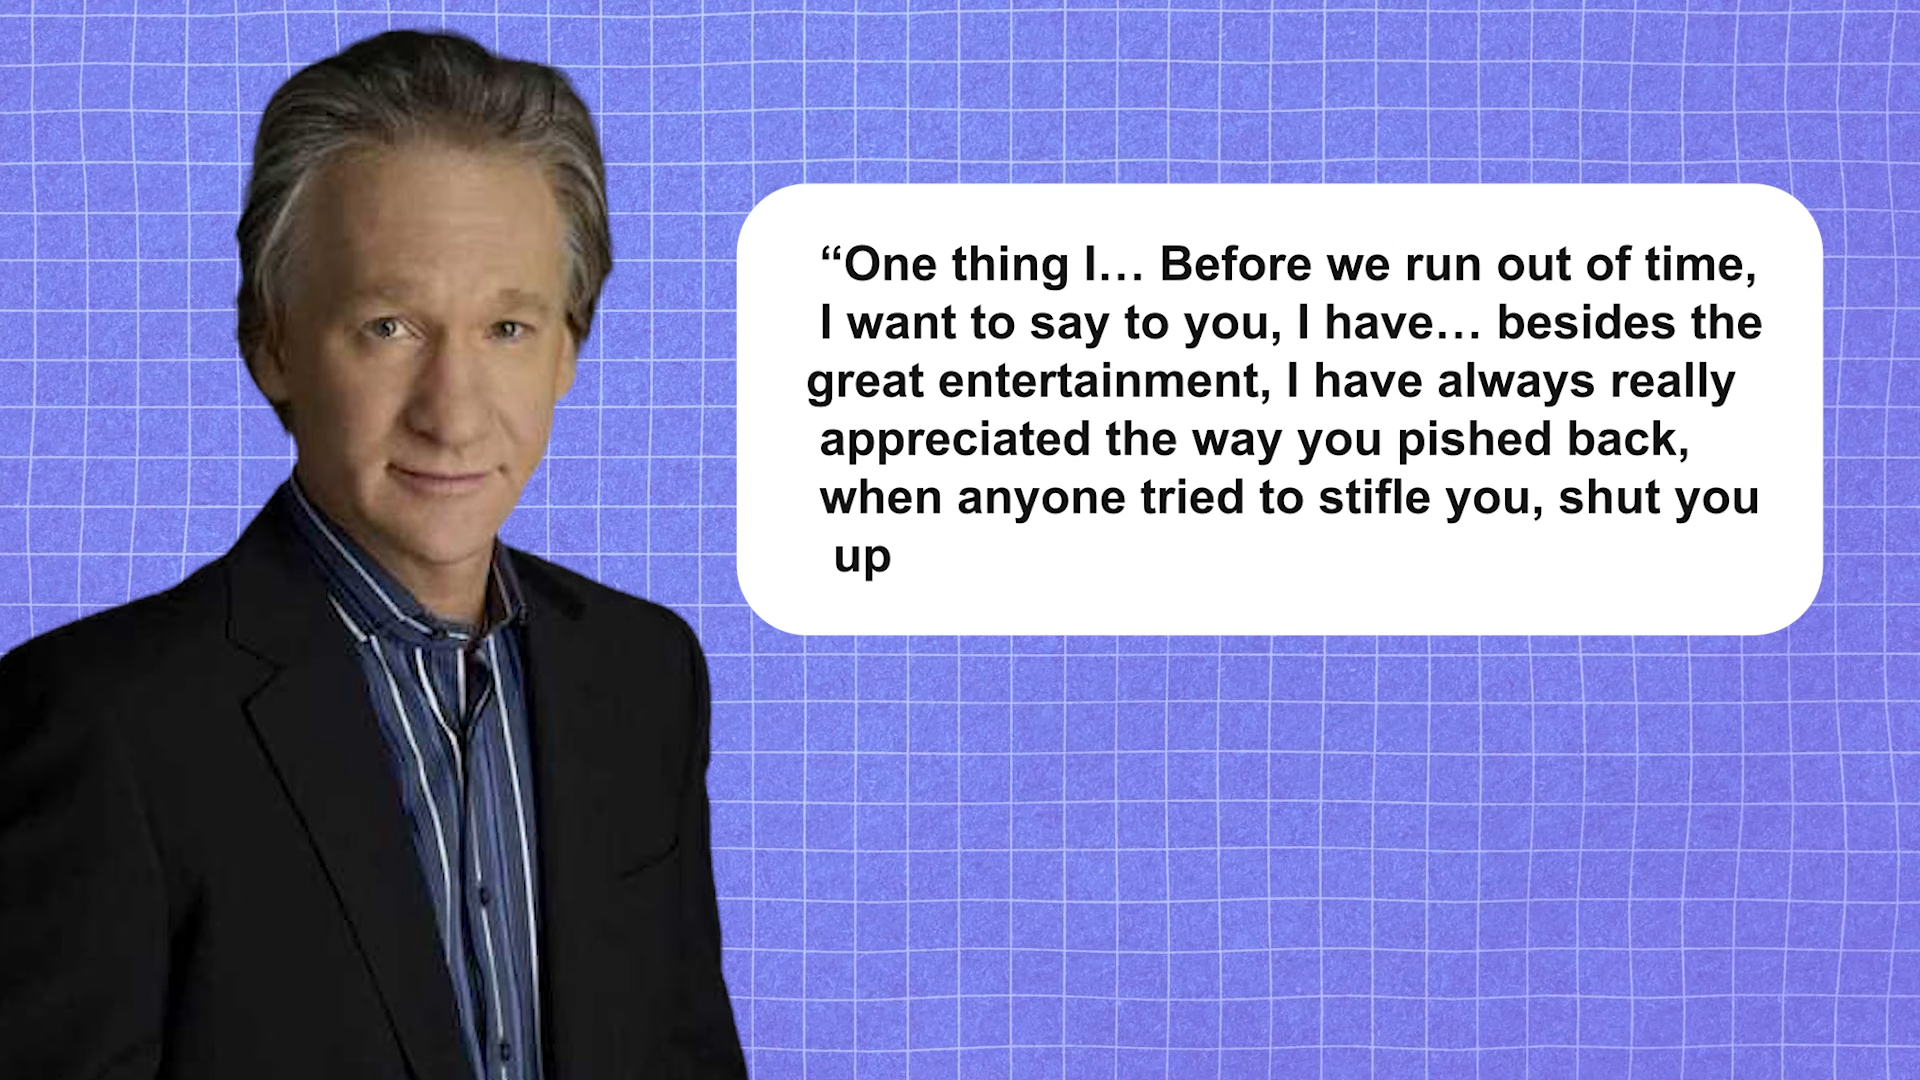 “One thing I… Before we run out of time,
I want to say to you, I have… besides the
great entertainment, I have always really
appreciated the way you pished back,
when anyone tried to stifle you, shut you
up